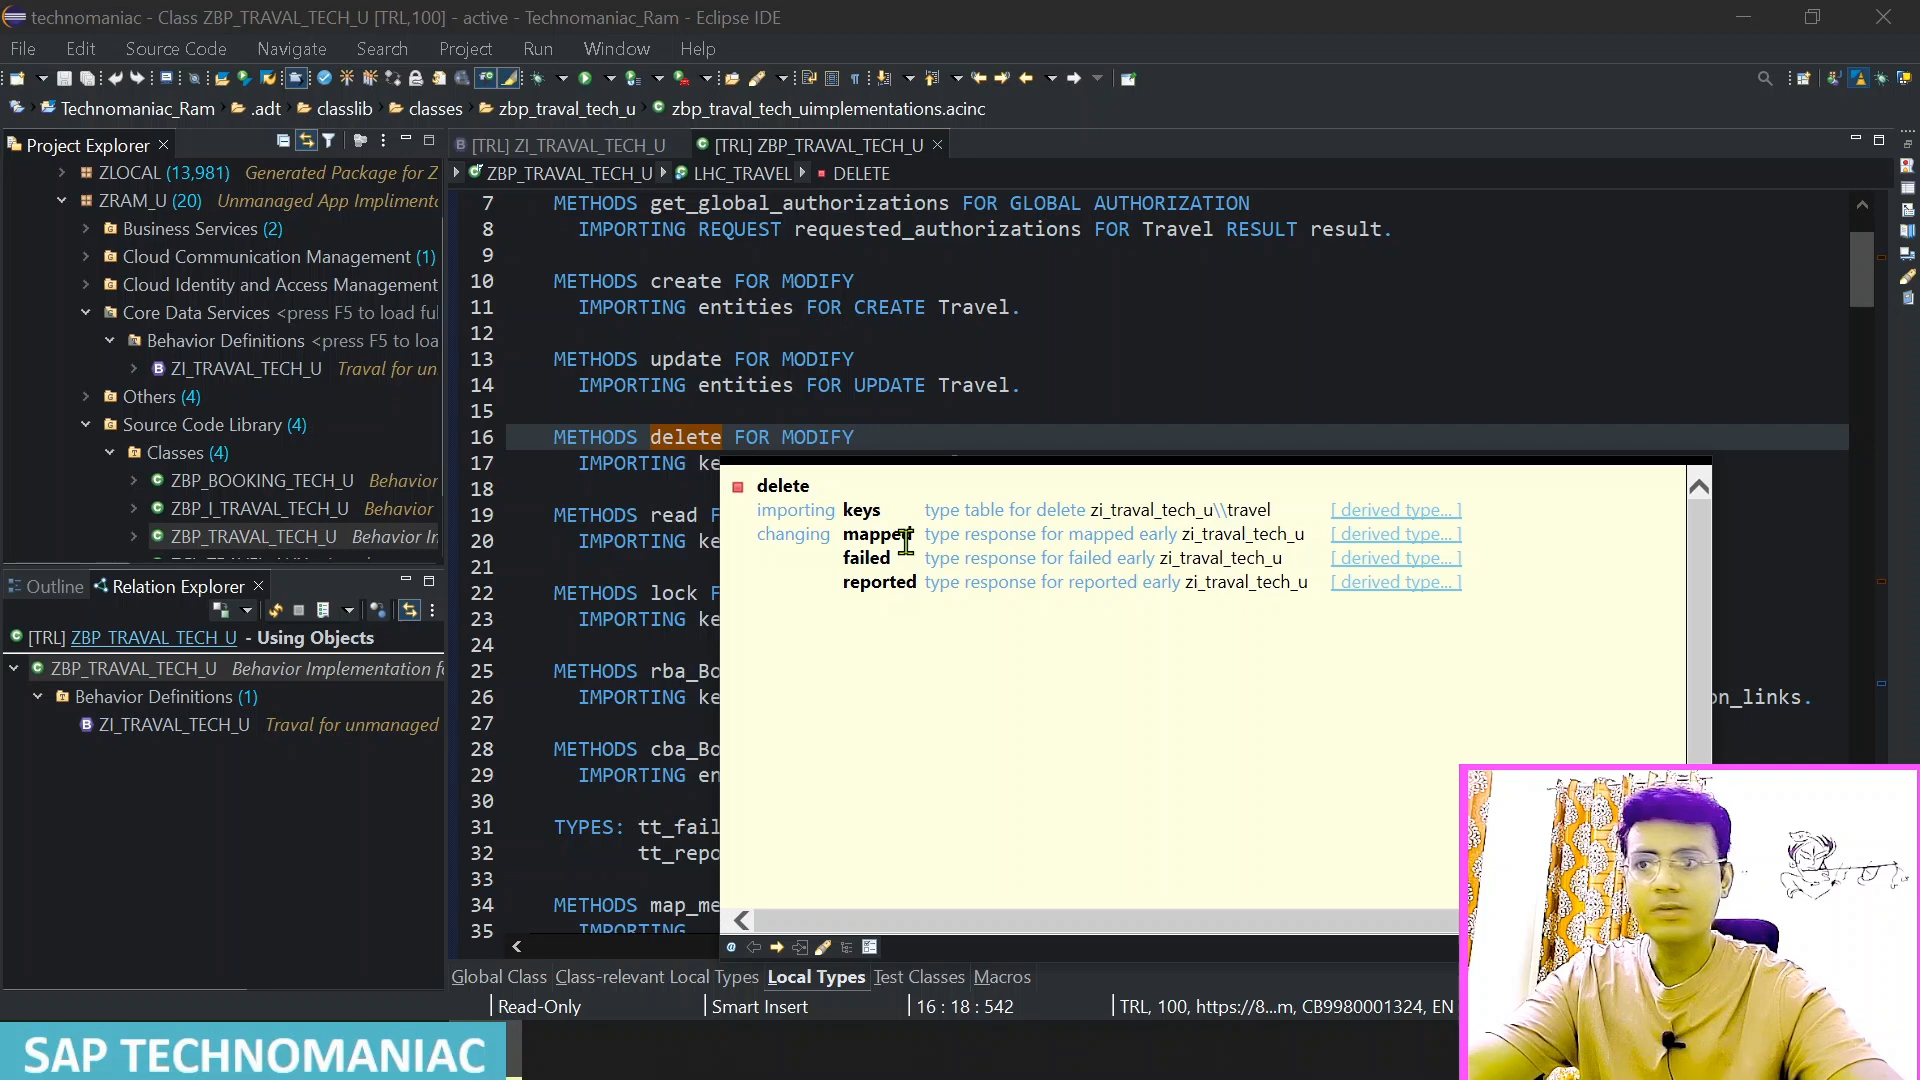 technomaniac - Class ZBP_TRAVAL_TECH_U [TRL,100] - active - Technomaniac_Ram - Eclipse IDE
File Edit Source Code Navigate Search Project Run Window Help
Technomaniac_Ram .adt classlib classes zbp_traval_tech_u zbp_traval_tech_uimplementations.acinc
Project Explorer
ZLOCAL (13,981) Generated Package for Z
ZRAM_U (20) Unmanaged App Implimenta
Business Services (2)
Cloud Communication Management (1)
Cloud Identity and Access Management
Core Data Services <press F5 to load ful
Behavior Definitions <press F5 to loa
ZI_TRAVAL_TECH_U Traval for un
Others (4)
Source Code Library (4)
Classes (4)
ZBP_BOOKING_TECH_U Behavior
ZBP_I_TRAVAL_TECH_U Behavior
ZBP_TRAVAL_TECH_U Behavior Ir
Outline Relation Explorer
[TRL] ZBP_TRAVAL_TECH_U - Using Objects
ZBP_TRAVAL_TECH_U Behavior Implementation f
Behavior Definitions (1)
ZI_TRAVAL_TECH_U Traval for unmanaged
[TRL] ZI_TRAVAL_TECH_U [TRL] ZBP_TRAVAL_TECH_U
ZBP_TRAVAL_TECH_U LHC_TRAVEL DELETE
7 METHODS get_global_authorizations FOR GLOBAL AUTHORIZATION
8 IMPORTING REQUEST requested_authorizations FOR Travel RESULT result.
9
10 METHODS create FOR MODIFY
11 IMPORTING entities FOR CREATE Travel.
12
13 METHODS update FOR MODIFY
14 IMPORTING entities FOR UPDATE Travel.
15
16 METHODS delete FOR MODIFY
17 IMPORTING ke
18
19 METHODS read F
20 IMPORTING ke
21
22 METHODS lock F
23 IMPORTING ke
24
25 METHODS rba_Bo
26 IMPORTING ke on_links.
27
28 METHODS cba_Bo
29 IMPORTING en
30
31 TYPES: tt_fail
32 tt_repo
33
34 METHODS map_me
35 IMPORTING
delete
importing keys type table for delete zi_traval_tech_u\\travel [ derived type... ]
changing mapped type response for mapped early zi_traval_tech_u [ derived type... ]
failed type response for failed early zi_traval_tech_u [ derived type... ]
reported type response for reported early zi_traval_tech_u [ derived type... ]
Global Class Class-relevant Local Types Local Types Test Classes Macros
Read-Only Smart Insert 16 : 18 : 542 TRL, 100, https://8...m, CB9980001324, EN
SAP TECHNOMANIAC